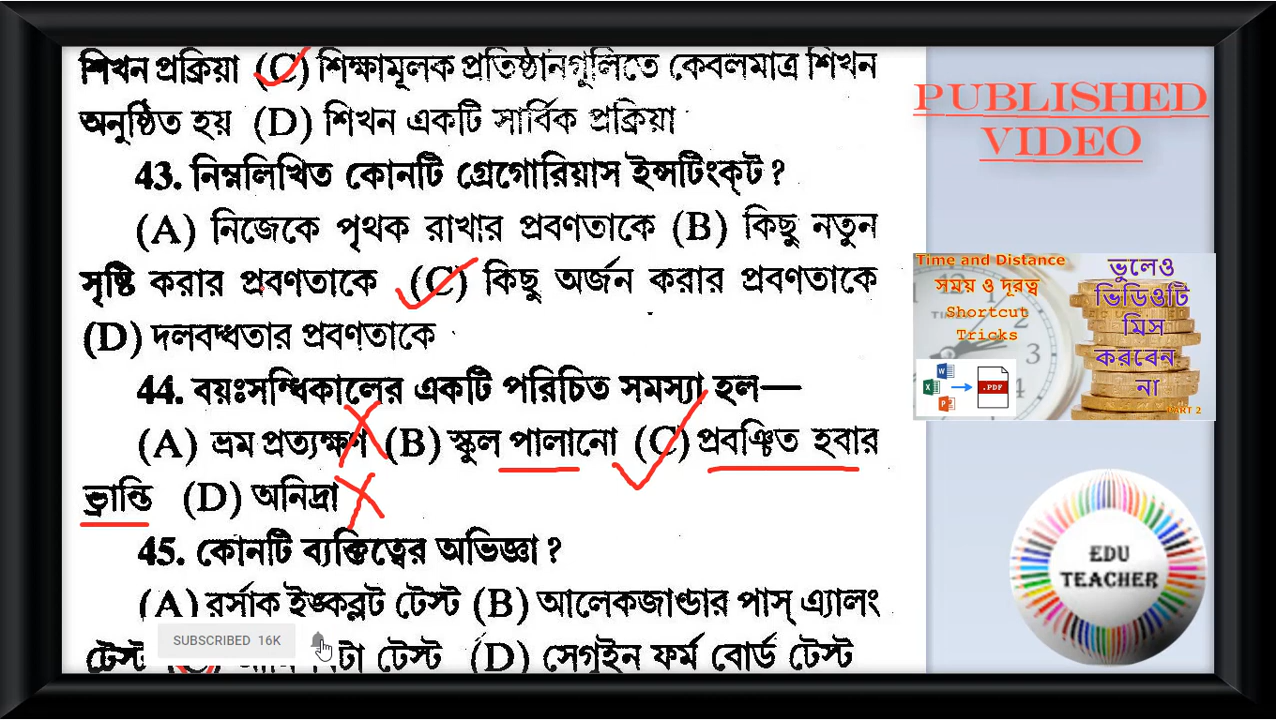 শিখন প্রক্রিয়া (C) শিক্ষামূলক প্রতিষ্ঠানগুলিতে কেবলমাত্র শিখন
অনুষ্ঠিত হয় (D) শিখন একটি সার্বিক প্রক্রিয়া
43. নিম্নলিখিত কোনটি গ্রেগোরিয়াস ইন্সটিংক্ট ?
(A) নিজেকে পৃথক রাখার প্রবণতাকে (B) কিছু নতুন
সৃষ্টি করার প্রবণতাকে (C) কিছু অর্জন করার প্রবণতাকে
(D) দলবদ্ধতার প্রবণতাকে
44. বয়ঃসন্ধিকালের একটি পরিচিত সমস্যা হল—
(A) ভ্রম প্রত্যক্ষণ (B) স্কুল পালানো (C) প্রবঞ্চিত হবার
ভ্রান্তি (D) অনিদ্রা
45. কোনটি ব্যক্তিত্বের অভিজ্ঞা ?
(A) রর্সাক ইঙ্কব্লট টেস্ট (B) আলেকজাণ্ডার পাস্ এ্যালং
টেস্ট টেস্ট (D) সেগুইন ফর্ম বোর্ড টেস্ট
SUBSCRIBED 16K
PUBLISHED
VIDEO
Time and Distance
সময় ও দূরত্ব
Shortcut
Tricks
ভুলেও
ভিডিওটি
মিস
করবেন
না
PART 2
.PDF
EDU
TEACHER